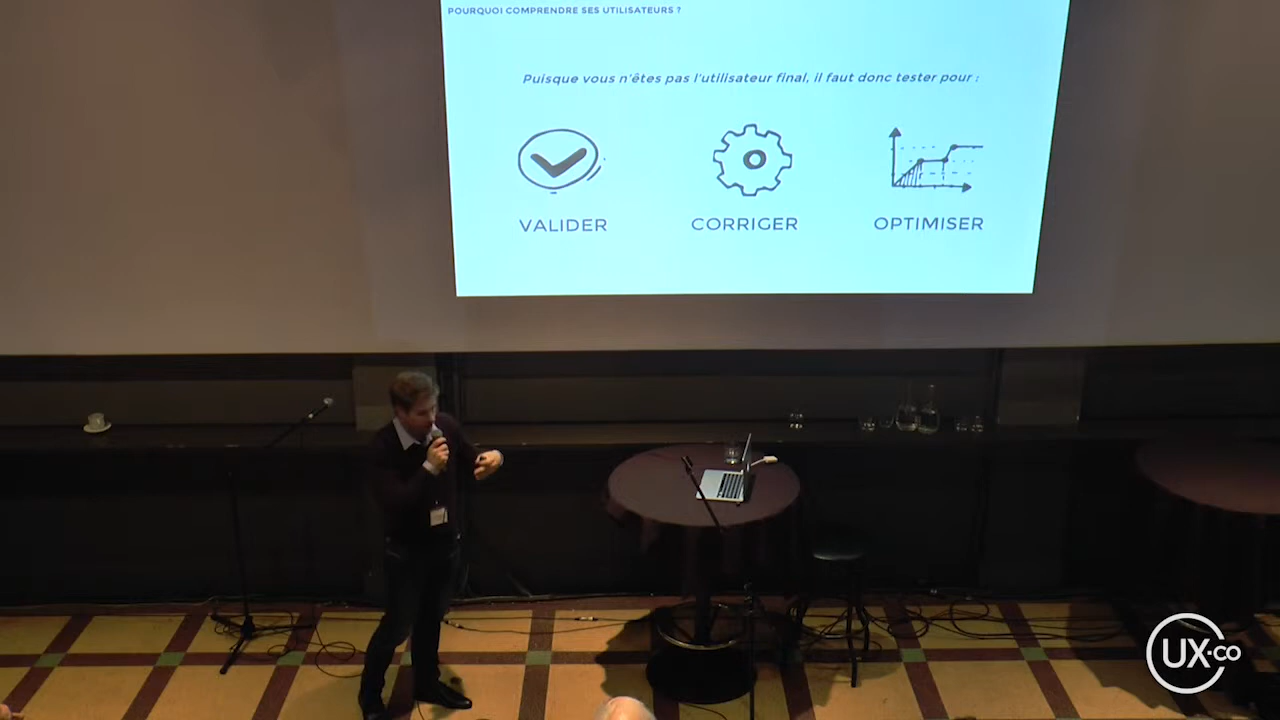 POURQUOI COMPRENDRE SES UTILISATEURS ?
Puisque vous n'êtes pas l'utilisateur final, il faut donc tester pour :
VALIDER
CORRIGER
OPTIMISER
UX-CO